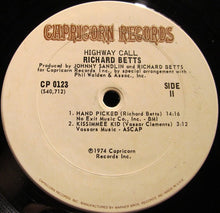 CAPRICORN RECORDS
HIGHWAY CALL
RICHARD BETTS
Produced by JOHNNY SANDLIN and RICHARD BETTS
for Capricorn Records Inc., by special arrangement with
Phil Walden & Assoc., Inc.
CP 0123
(S40,712)
SIDE
II
1. HAND PICKED (Richard Betts) 14:16
No Exit Music Co., Inc.- BMI
2. KISSIMMEE KID (Vassar Clements) 3:10
Vassars Music - ASCAP
℗1974 Capricorn
Records Inc.